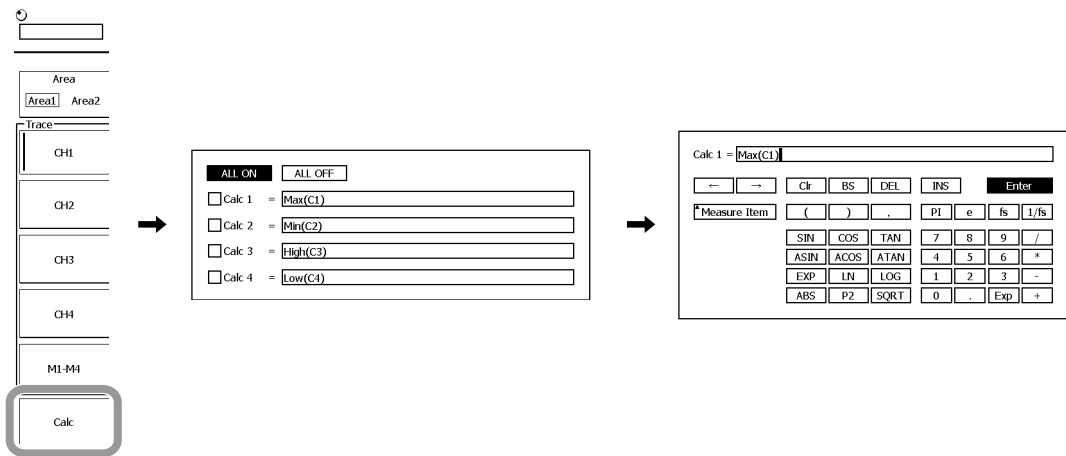 Area
Area1 Area2
Trace
CH1
CH2
CH3
CH4
M1-M4
Calc
ALL ON ALL OFF
Calc 1 = Max(C1)
Calc 2 = Min(C2)
Calc 3 = High(C3)
Calc 4 = Low(C4)
Calc 1 = Max(C1)
← → Clr BS DEL INS Enter
Measure Item ( ) , PI e fs 1/fs
SIN COS TAN 7 8 9 /
ASIN ACOS ATAN 4 5 6 *
EXP LN LOG 1 2 3 -
ABS P2 SQRT 0 . Exp +